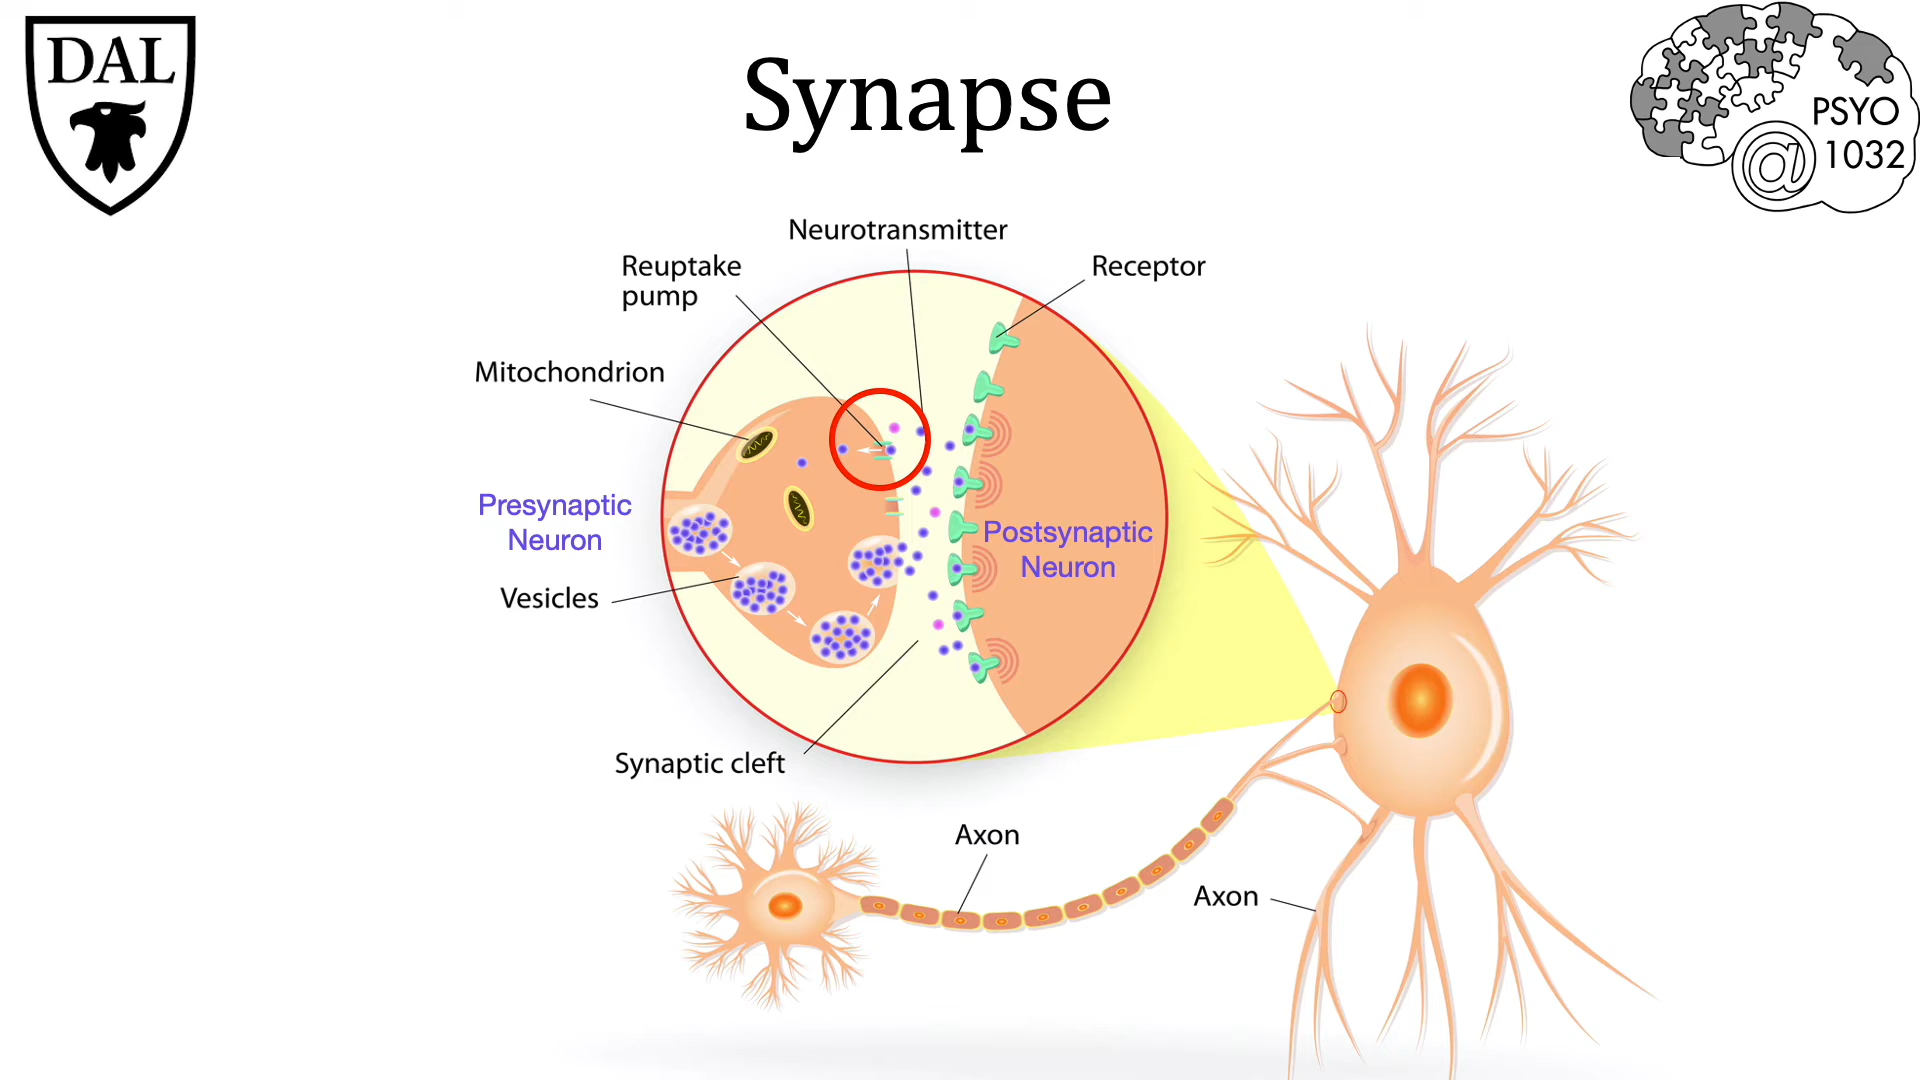 DAL
Synapse
PSYO
@ 1032
Neurotransmitter
Reuptake
pump
Receptor
Mitochondrion
Presynaptic
Neuron
Postsynaptic
Neuron
Vesicles
Synaptic cleft
Axon
Axon